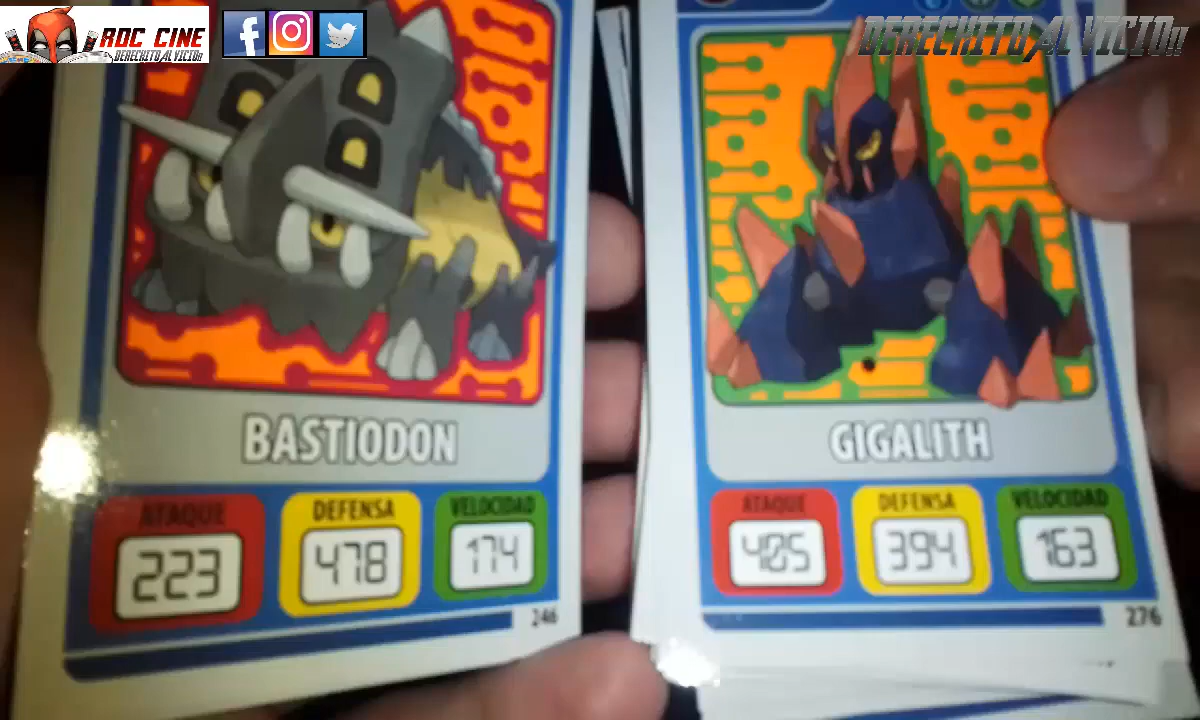 RDC CINE
DERECHITO AL VICIO!!
DERECHITO AL VICIO!!
BASTIODON
ATAQUE
DEFENSA
VELOCIDAD
223
478
174
246
GIGALITH
ATAQUE
DEFENSA
VELOCIDAD
405
394
163
276